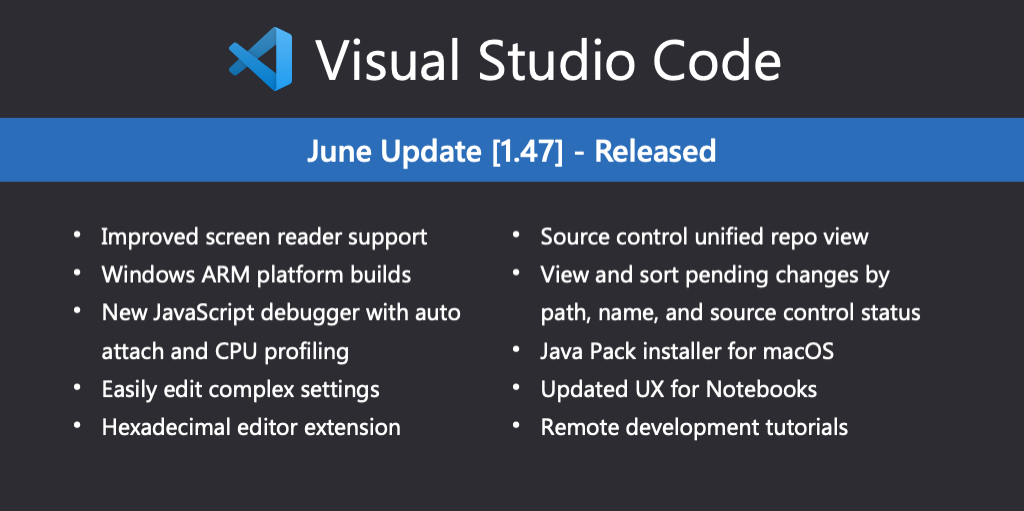 Visual Studio Code
June Update [1.47] - Released
• Improved screen reader support
• Windows ARM platform builds
• New JavaScript debugger with auto
attach and CPU profiling
• Easily edit complex settings
• Hexadecimal editor extension
• Source control unified repo view
• View and sort pending changes by
path, name, and source control status
• Java Pack installer for macOS
• Updated UX for Notebooks
• Remote development tutorials